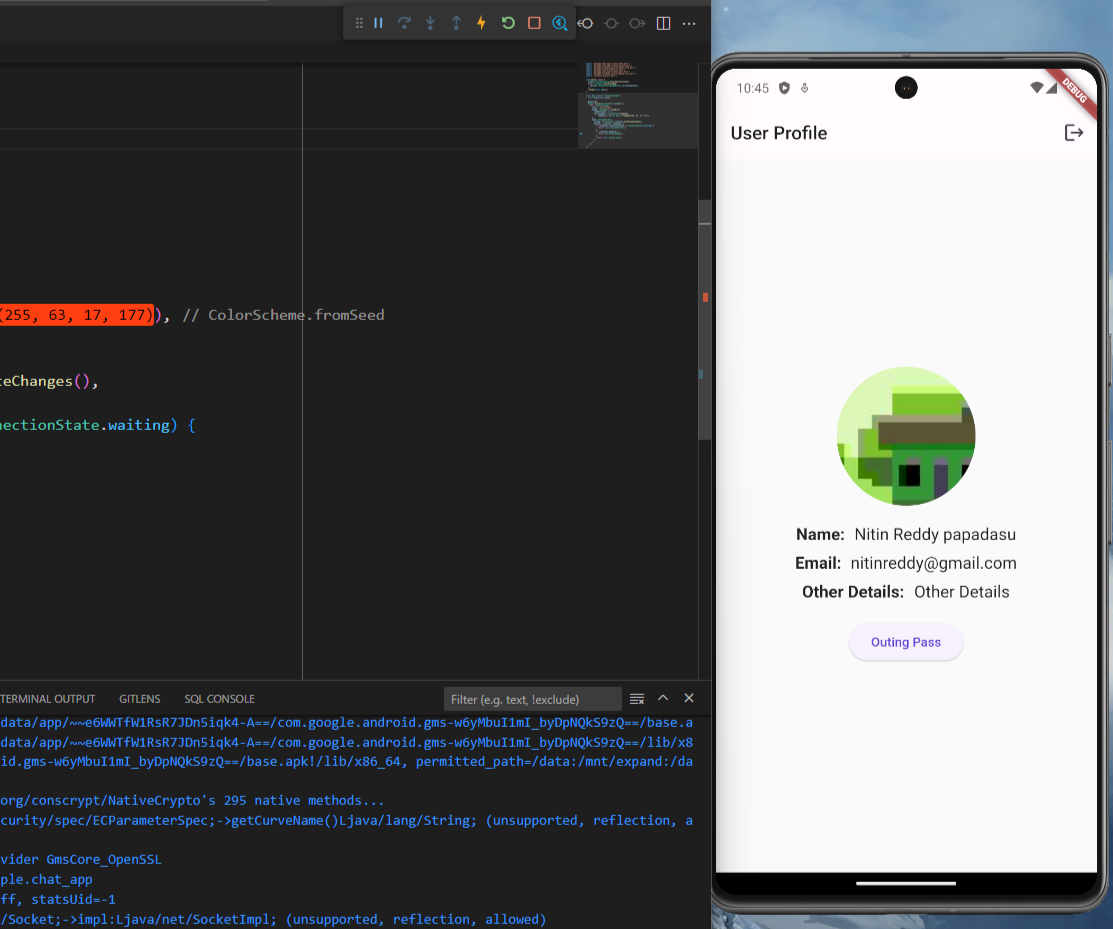 (255, 63, 17, 177)), // ColorScheme.fromSeed
teChanges(),
nectionState.waiting) {
TERMINAL OUTPUT GITLENS SQL CONSOLE Filter (e.g. text, !exclude)
data/app/~~e6WWTfW1RsR7JDn5iqk4-A==/com.google.android.gms-w6yMbuI1mI_byDpNQkS9zQ==/base.a
data/app/~~e6WWTfW1RsR7JDn5iqk4-A==/com.google.android.gms-w6yMbuI1mI_byDpNQkS9zQ==/lib/x8
id.gms-w6yMbuI1mI_byDpNQkS9zQ==/base.apk!/lib/x86_64, permitted_path=/data:/mnt/expand:/da
org/conscrypt/NativeCrypto's 295 native methods...
curity/spec/ECParameterSpec;->getCurveName()Ljava/lang/String; (unsupported, reflection, a
vider GmsCore_OpenSSL
ple.chat_app
ff, statsUid=-1
/Socket;->impl:Ljava/net/SocketImpl; (unsupported, reflection, allowed)
10:45
DEBUG
User Profile
Name: Nitin Reddy papadasu
Email: nitinreddy@gmail.com
Other Details: Other Details
Outing Pass